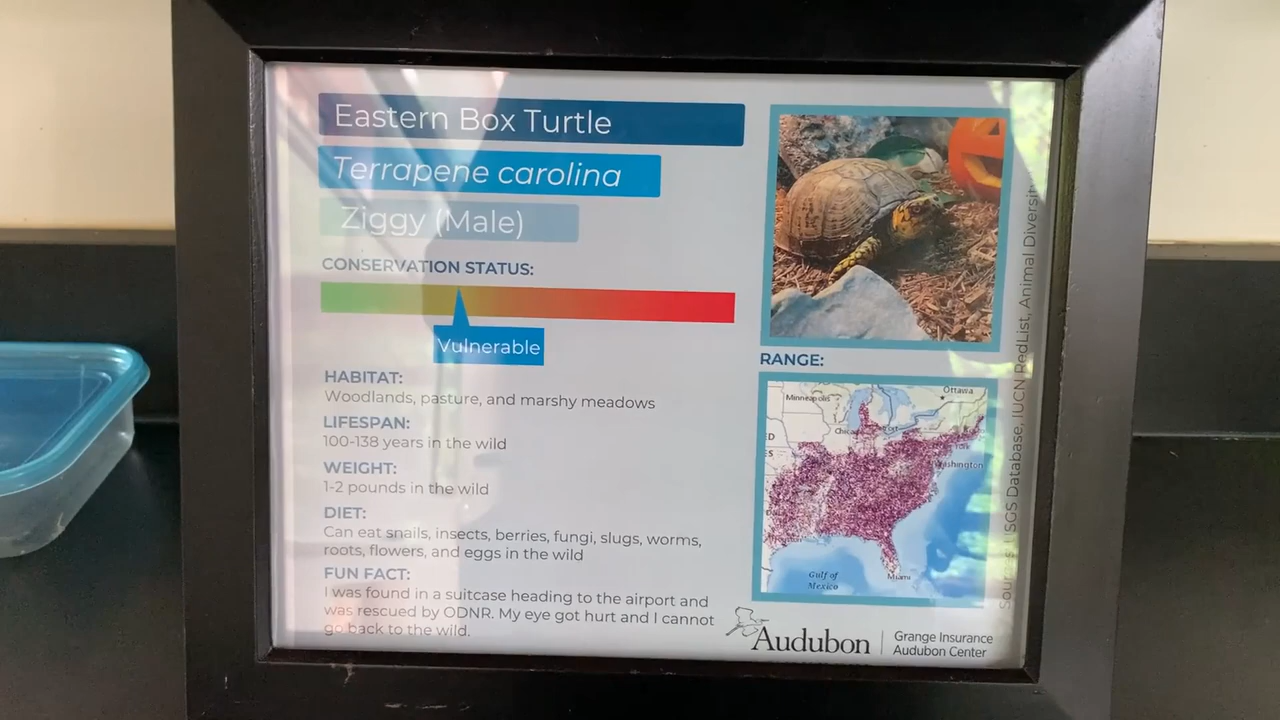 Eastern Box Turtle
Terrapene carolina
Ziggy (Male)
CONSERVATION STATUS:
Vulnerable
HABITAT:
Woodlands, pasture, and marshy meadows
LIFESPAN:
100-138 years in the wild
WEIGHT:
1-2 pounds in the wild
DIET:
Can eat snails, insects, berries, fungi, slugs, worms,
roots, flowers, and eggs in the wild
FUN FACT:
I was found in a suitcase heading to the airport and
was rescued by ODNR. My eye got hurt and I cannot
go back to the wild.
RANGE:
Ottawa
Minneapolis
Washington
Gulf of
Mexico
Miami
Sources: USGS Database, IUCN RedList, Animal Diversity
Audubon
Grange Insurance
Audubon Center